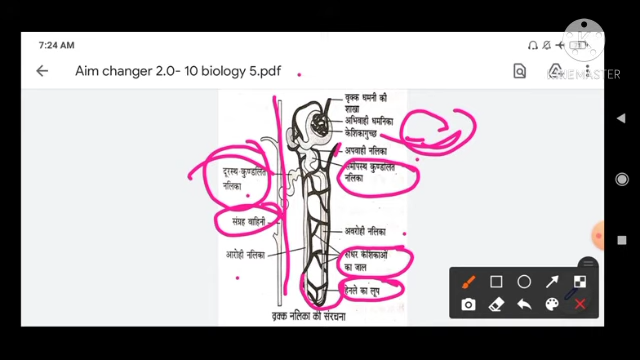 7:24 AM
Aim changer 2.0- 10 biology 5.pdf
KINEMASTER
वृक्क धमनी की
शाखा
अभिवाही धमनिका
केशिकागुच्छ
अपवाही नलिका
समीपस्थ कुण्डलित
नलिका
दूरस्थ कुण्डलित
नलिका
संग्रह वाहिनी
अवरोही नलिका
आरोही नलिका
रुधिर केशिकाओं
का जाल
हेनले का लूप
वृक्क नलिका की संरचना